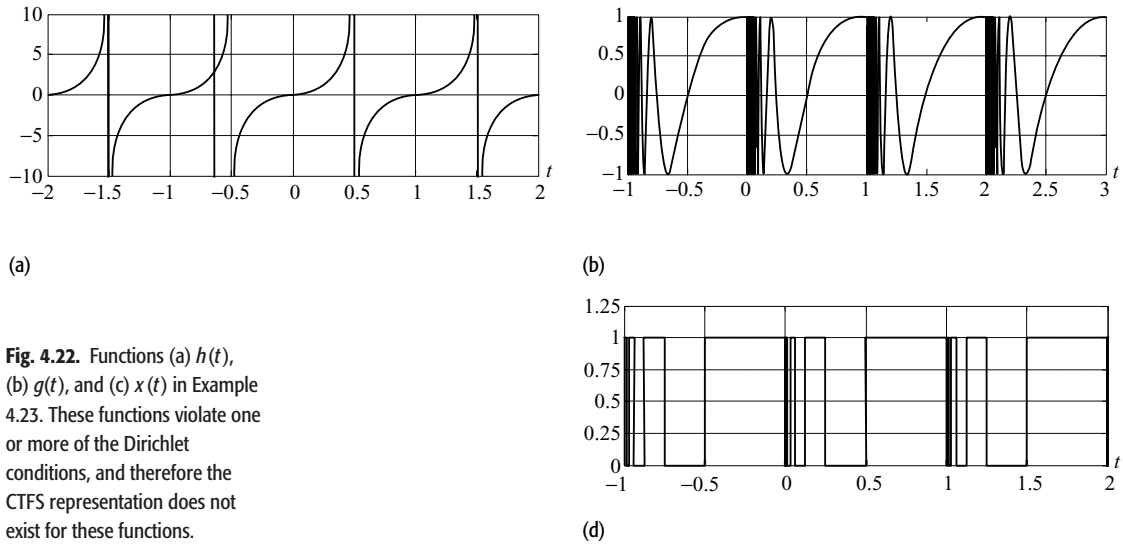 10
5
0
−5
−10
−2 −1.5 −1 −0.5 0 0.5 1 1.5 2
t
(a)
1
0.5
0
−0.5
−1
−1 −0.5 0 0.5 1 1.5 2 2.5 3
t
(b)
Fig. 4.22. Functions (a) h(t),
(b) g(t), and (c) x(t) in Example
4.23. These functions violate one
or more of the Dirichlet
conditions, and therefore the
CTFS representation does not
exist for these functions.
1.25
1
0.75
0.5
0.25
0
−1 −0.5 0 0.5 1 1.5 2
t
(d)